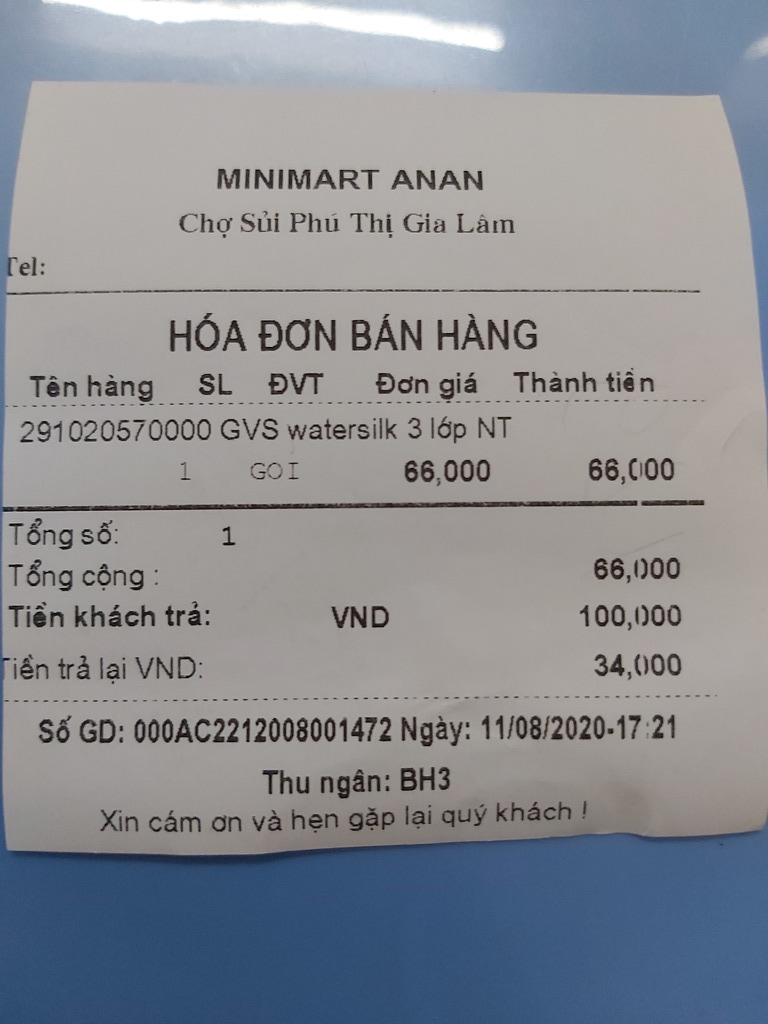 MINIMART ANAN
Chợ Sủi Phú Thị Gia Lâm
Tel:
HÓA ĐƠN BÁN HÀNG
Tên hàng SL ĐVT Đơn giá Thành tiền
291020570000 GVS watersilk 3 lớp NT
1 GOI 66,000 66,000
Tổng số: 1
Tổng cộng : 66,000
Tiền khách trả: VND 100,000
Tiền trả lại VND: 34,000
Số GD: 000AC2212008001472 Ngày: 11/08/2020-17:21
Thu ngân: BH3
Xin cám ơn và hẹn gặp lại quý khách !